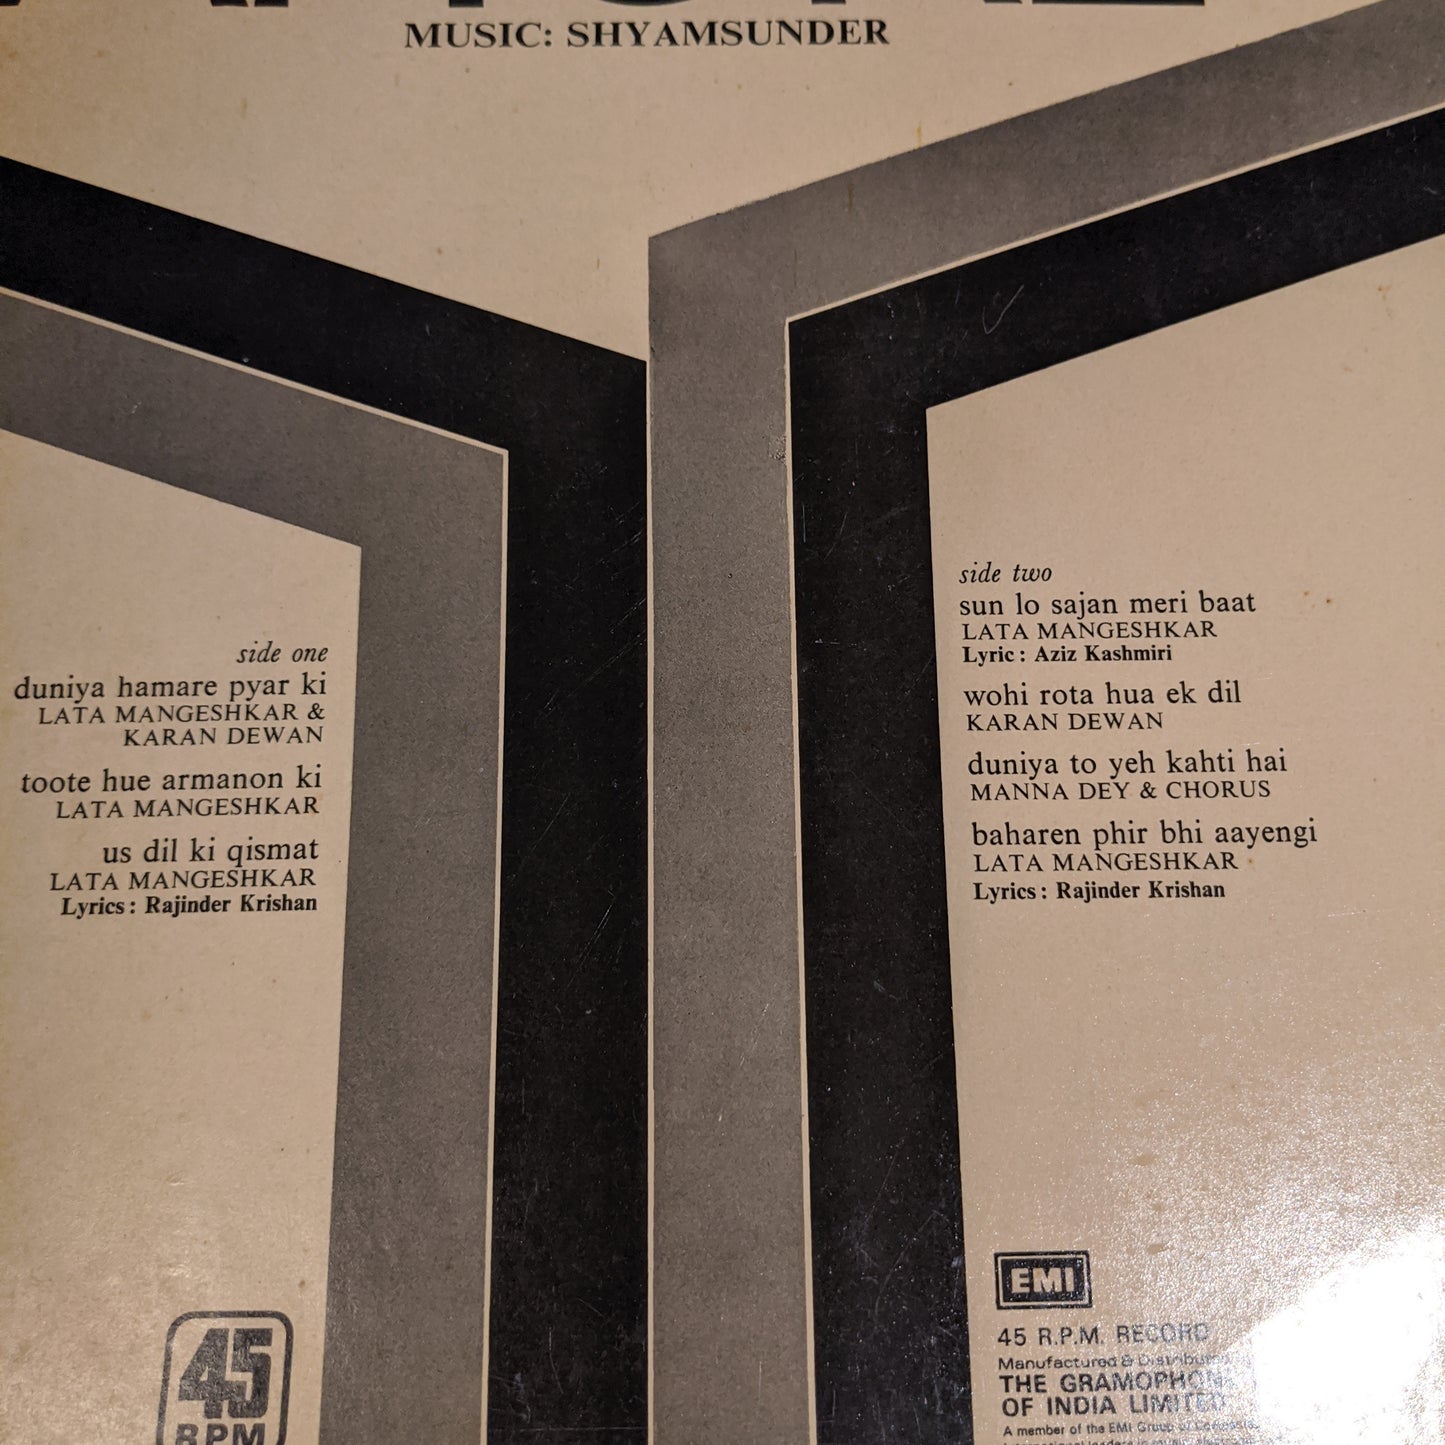 MUSIC: SHYAMSUNDER
side one
duniya hamare pyar ki
LATA MANGESHKAR &
KARAN DEWAN
toote hue armanon ki
LATA MANGESHKAR
us dil ki qismat
LATA MANGESHKAR
Lyrics: Rajinder Krishan
side two
sun lo sajan meri baat
LATA MANGESHKAR
Lyric: Aziz Kashmiri
wohi rota hua ek dil
KARAN DEWAN
duniya to yeh kahti hai
MANNA DEY & CHORUS
baharen phir bhi aayengi
LATA MANGESHKAR
Lyrics: Rajinder Krishan
45
RPM
EMI
45 R.P.M. RECORD
Manufactured &
THE GRAMOPHON
OF INDIA LIMITED
A member of the EMI Group of